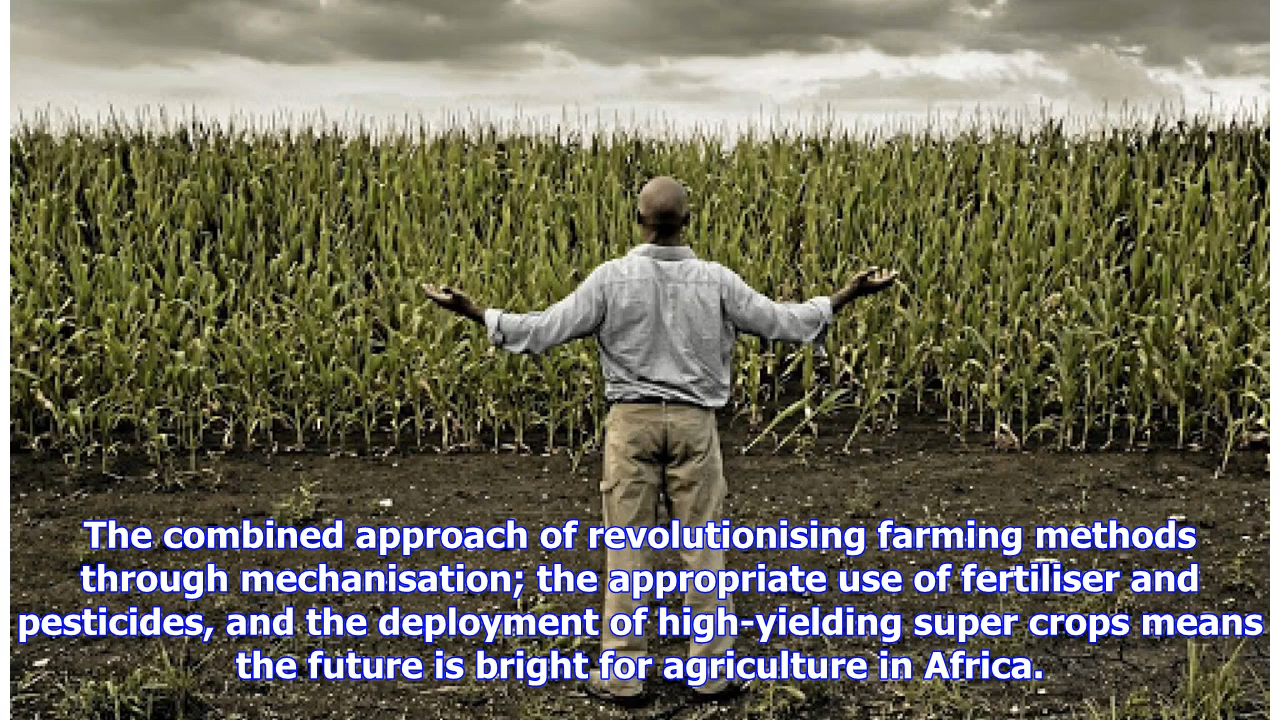 The combined approach of revolutionising farming methods
through mechanisation; the appropriate use of fertiliser and
pesticides, and the deployment of high-yielding super crops means
the future is bright for agriculture in Africa.